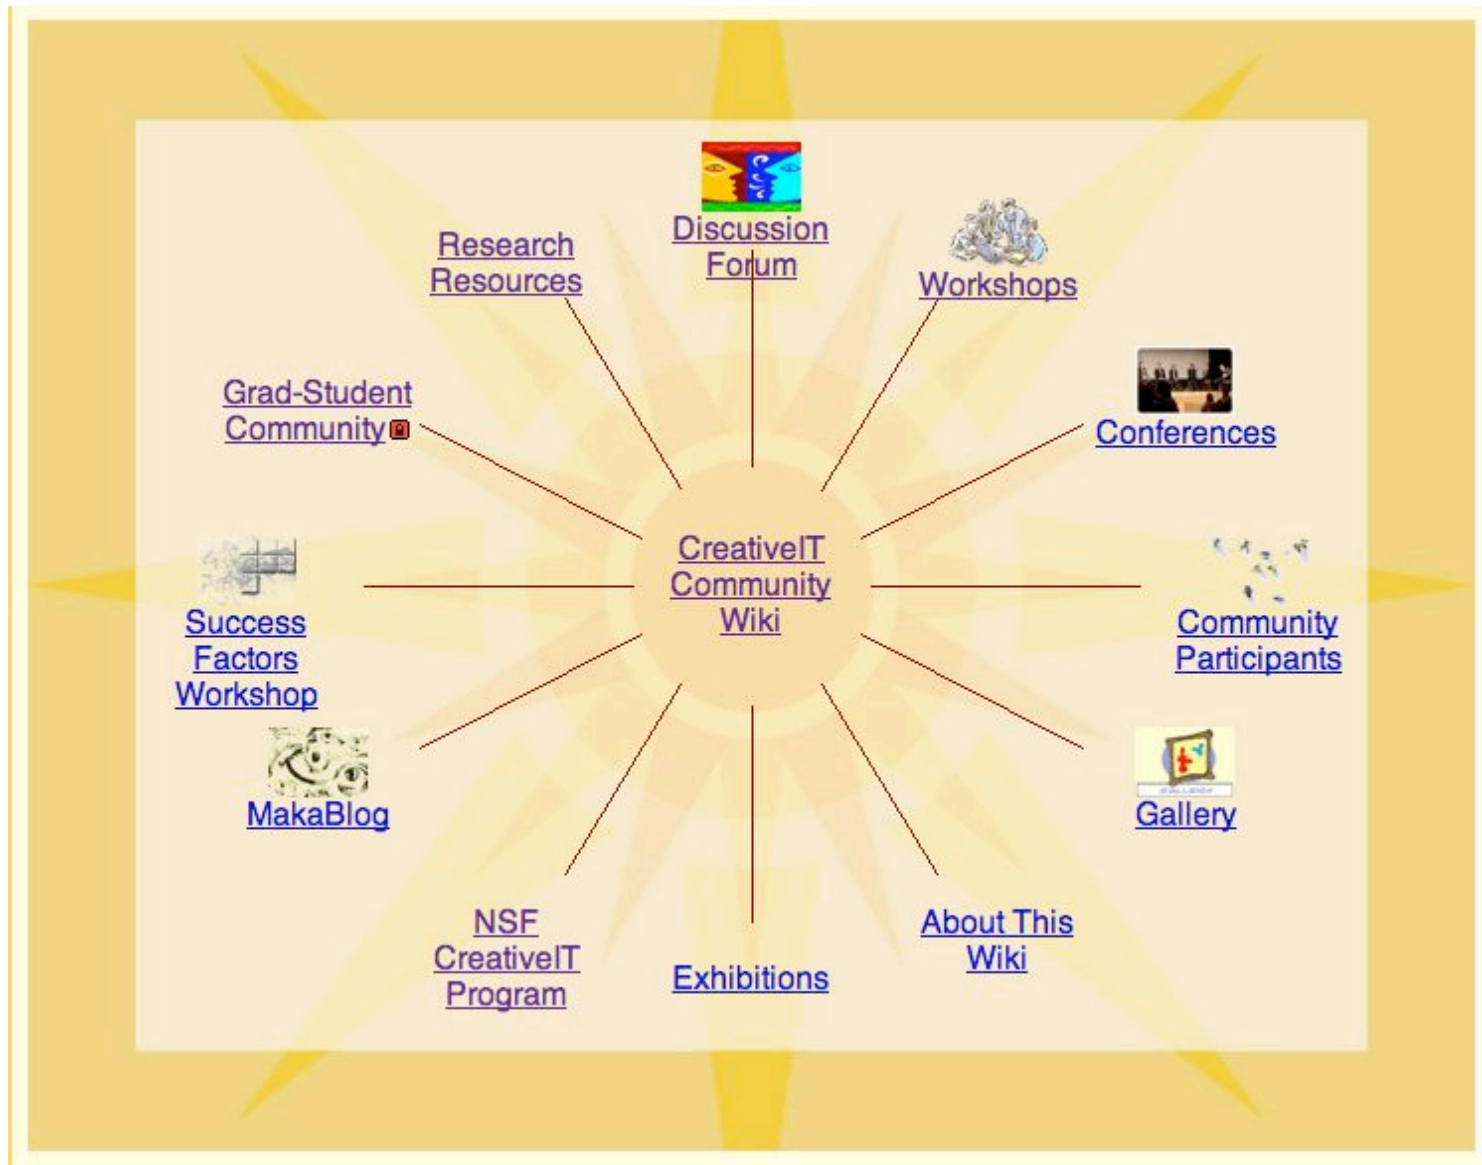 Discussion
Forum
Research
Resources
Workshops
Grad-Student
Community
Conferences
CreativeIT
Community
Wiki
Success
Factors
Workshop
Community
Participants
MakaBlog
GALLERY
Gallery
NSF
CreativeIT
Program
Exhibitions
About This
Wiki